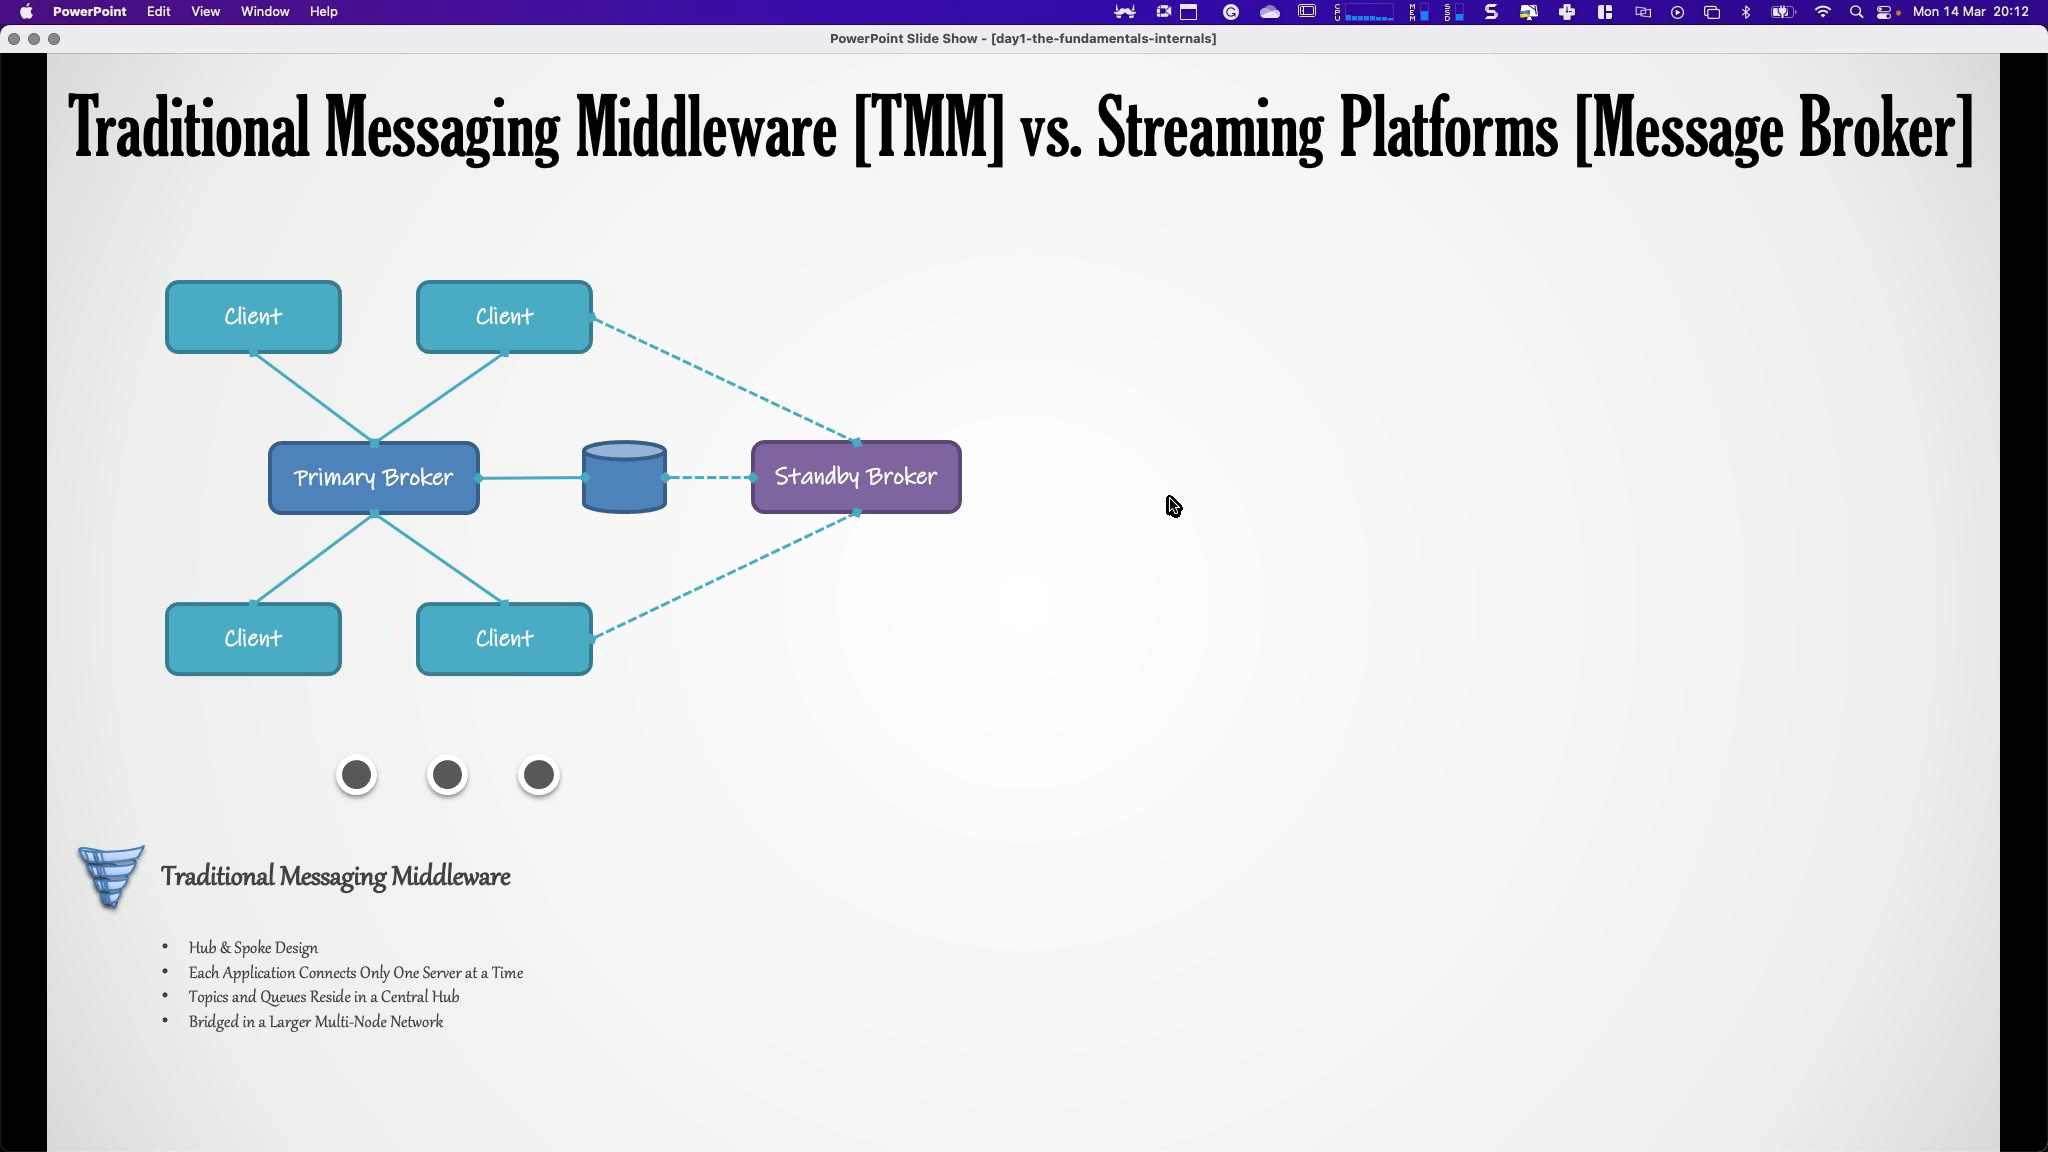 PowerPoint Edit View Window Help
Mon 14 Mar 20:12
PowerPoint Slide Show - [day1-the-fundamentals-internals]
Traditional Messaging Middleware [TMM] vs. Streaming Platforms [Message Broker]
Client
Client
Primary Broker
Standby Broker
Client
Client
Traditional Messaging Middleware
• Hub & Spoke Design
• Each Application Connects Only One Server at a Time
• Topics and Queues Reside in a Central Hub
• Bridged in a Larger Multi-Node Network